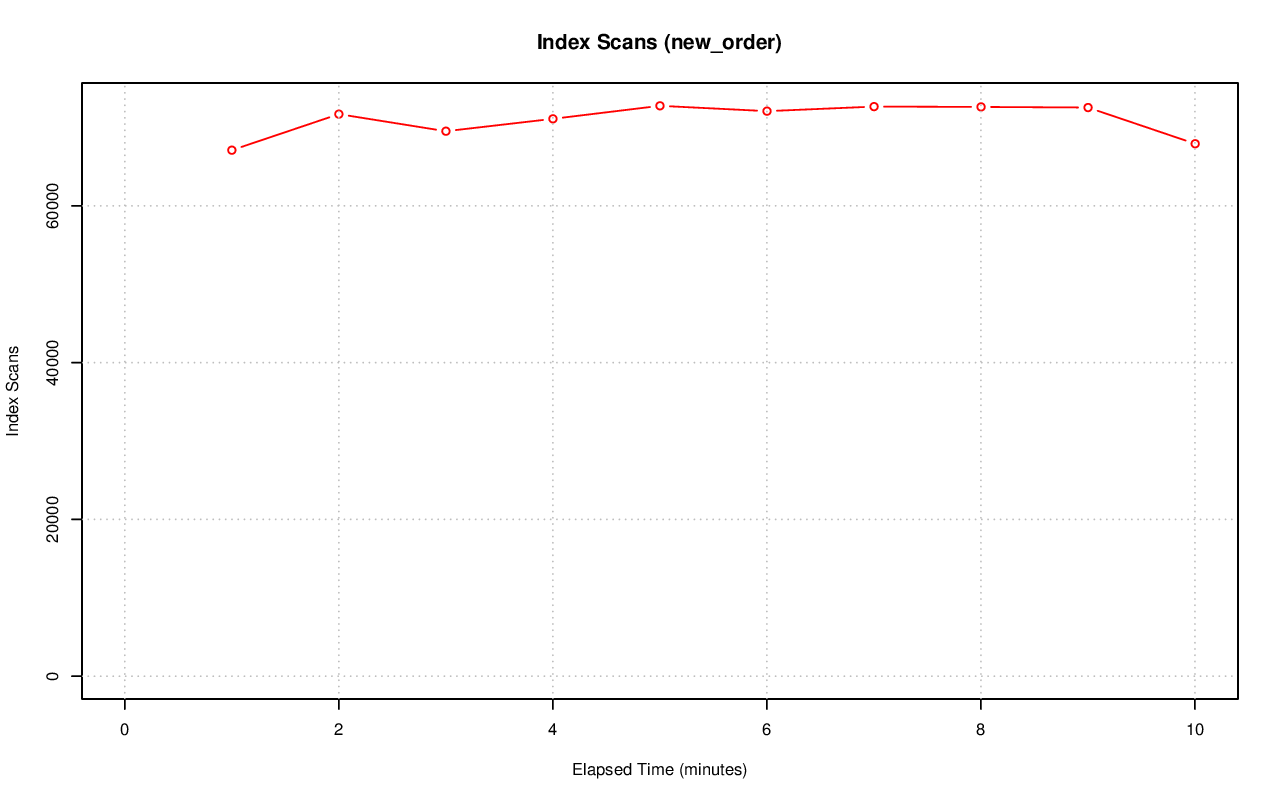 Index Scans (new_order)
Index Scans
60000
40000
20000
0
0 2 4 6 8 10
Elapsed Time (minutes)